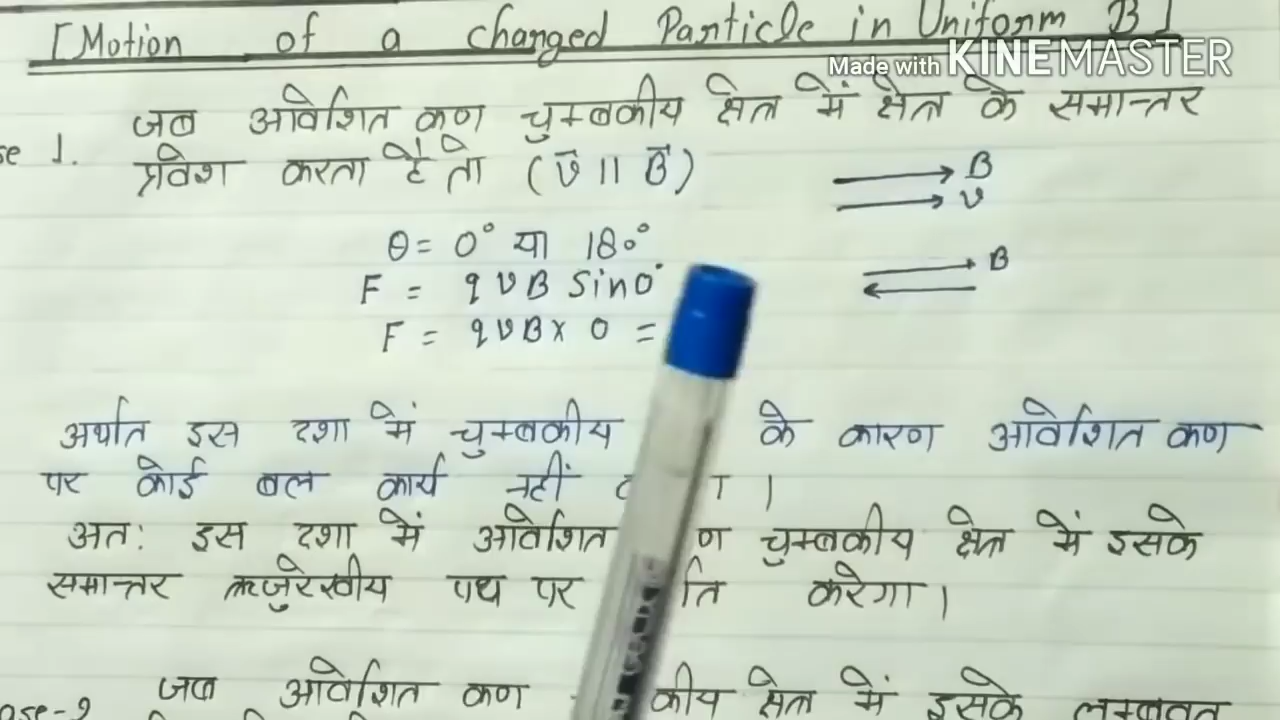 [Motion of a changed Particle in Uniform B]
Made with KINEMASTER
जब आवेशित कण चुम्बकीय क्षेत्र में क्षेत्र के समान्तर
se 1. प्रवेश करता है तो (v⃗ || B⃗)
B
v
θ = 0° या 180°
B
F = qvB Sin0°
F = qvB x 0 =
अर्थात इस दशा में चुम्बकीय के कारण आवेशित कण
पर कोई बल कार्य नहीं ।
अत: इस दशा में आवेशित चुम्बकीय क्षेत्र में इसके
समान्तर ऋजुरेखीय पथ पर करेगा।
जब आवेशित कण कीय क्षेत्र में इसके लम्बवत